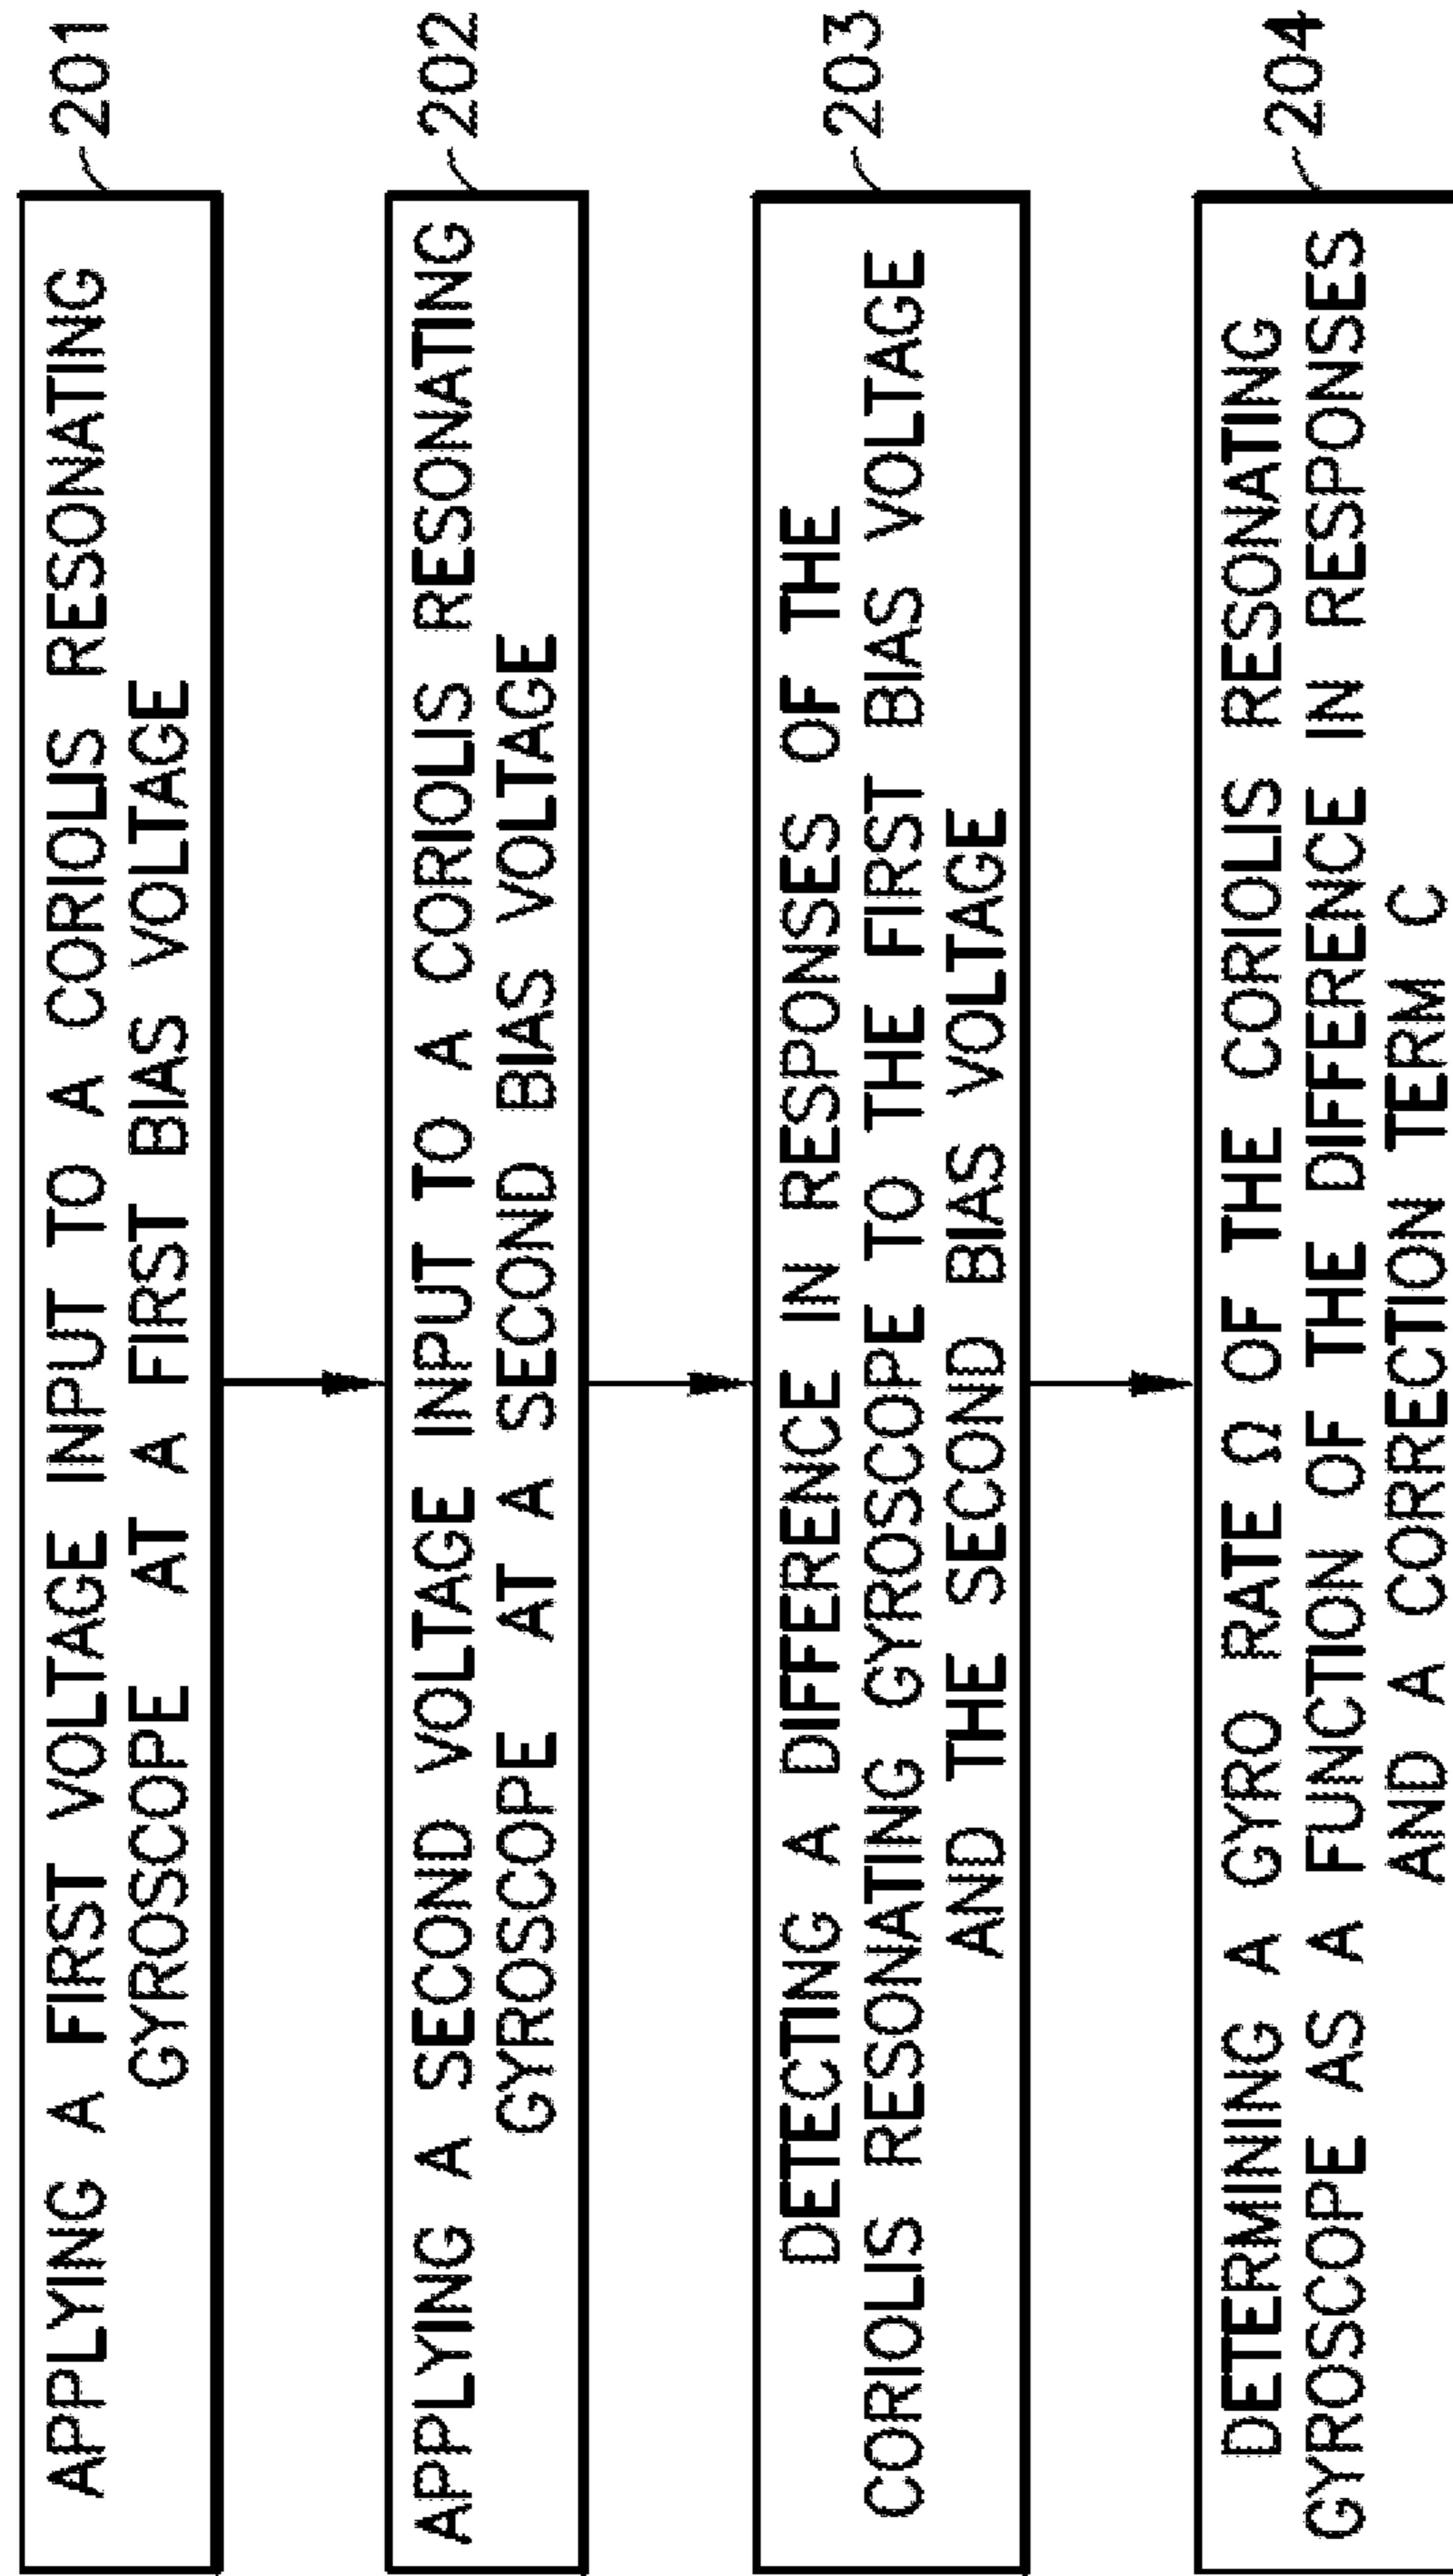 APPLYING A FIRST VOLTAGE INPUT TO A CORIOLIS RESONATING
GYROSCOPE AT A FIRST BIAS VOLTAGE
201
APPLYING A SECOND VOLTAGE INPUT TO A CORIOLIS RESONATING
GYROSCOPE AT A SECOND BIAS VOLTAGE
202
DETECTING A DIFFERENCE IN RESPONSES OF THE
CORIOLIS RESONATING GYROSCOPE TO THE FIRST BIAS VOLTAGE
AND THE SECOND BIAS VOLTAGE
203
DETERMINING A GYRO RATE Ω OF THE CORIOLIS RESONATING
GYROSCOPE AS A FUNCTION OF THE DIFFERENCE IN RESPONSES
AND A CORRECTION TERM C
204